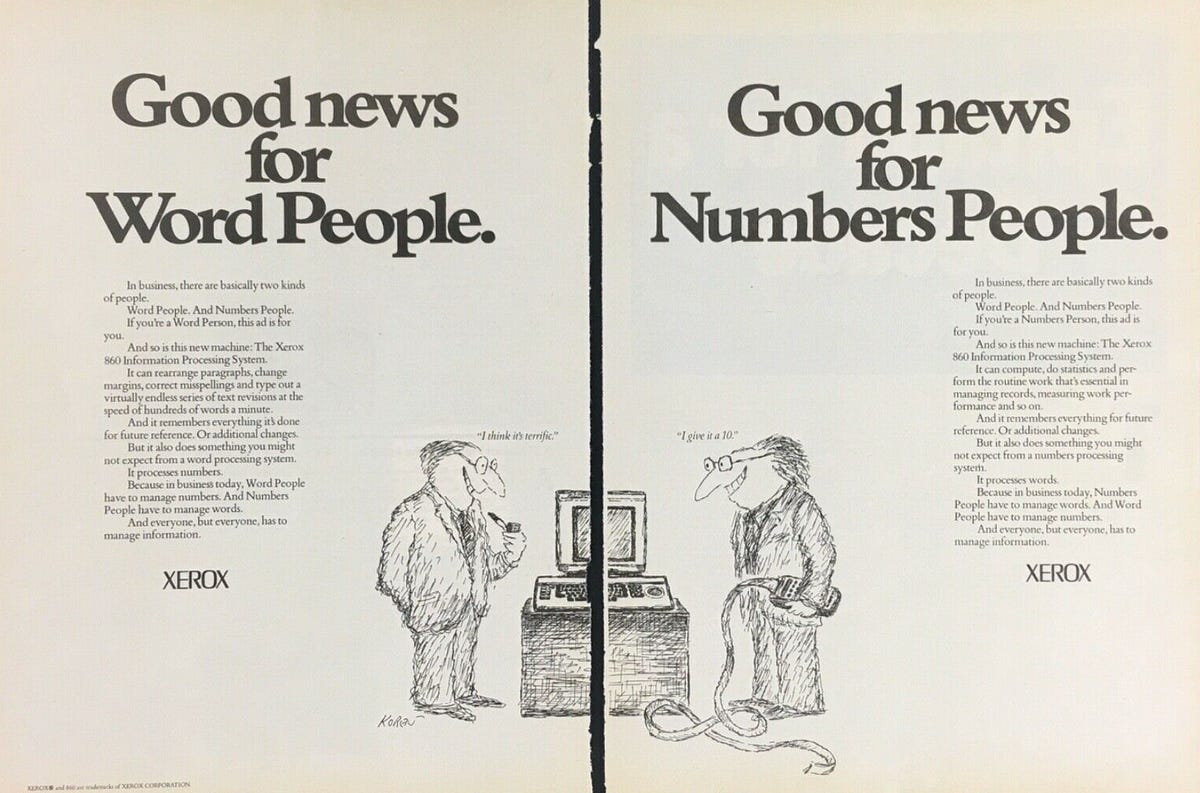 Good news
for
Word People.
In business, there are basically two kinds
of people.
Word People. And Numbers People.
If you're a Word Person, this ad is for
you.
And so is this new machine: The Xerox
860 Information Processing System.
It can rearrange paragraphs, change
margins, correct misspellings and type out a
virtually endless series of text revisions at the
speed of hundreds of words a minute.
And it remembers everything it's done
for future reference. Or additional changes.
But it also does something you might
not expect from a word processing system.
It processes numbers.
Because in business today, Word People
have to manage numbers. And Numbers
People have to manage words.
And everyone, but everyone, has to
manage information.
XEROX
"I think it's terrific."
KOREN
XEROX® and 860 are trademarks of XEROX CORPORATION
Good news
for
Numbers People.
In business, there are basically two kinds
of people.
Word People. And Numbers People.
If you're a Numbers Person, this ad is
for you.
And so is this new machine: The Xerox
860 Information Processing System.
It can compute, do statistics and per-
form the routine work that's essential in
managing records, measuring work per-
formance and so on.
And it remembers everything for future
reference. Or additional changes.
But it also does something you might
not expect from a numbers processing
system.
It processes words.
Because in business today, Numbers
People have to manage words. And Word
People have to manage numbers.
And everyone, but everyone, has to
manage information.
XEROX
"I give it a 10."